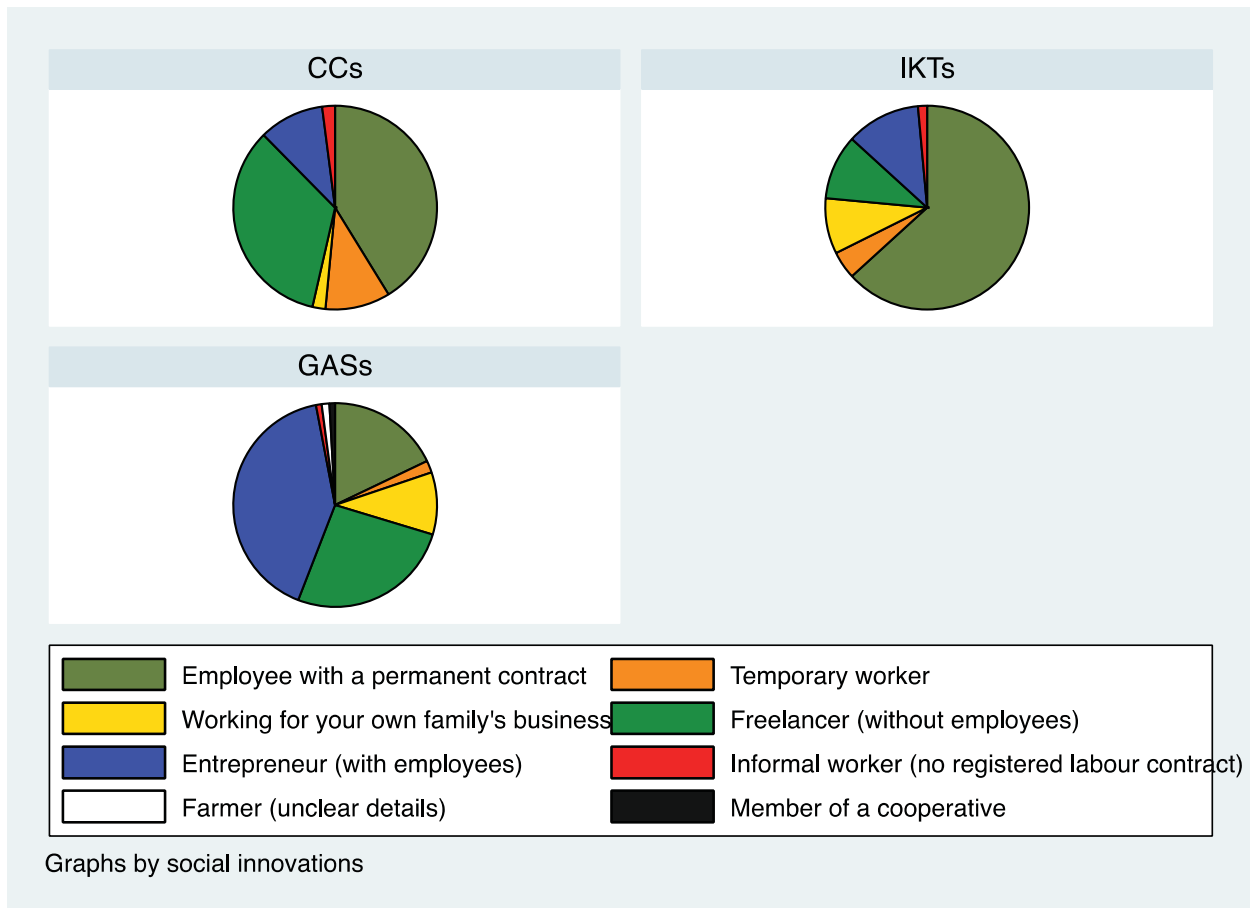 CCs
IKTs
GASs
Employee with a permanent contract
Temporary worker
Working for your own family's business
Freelancer (without employees)
Entrepreneur (with employees)
Informal worker (no registered labour contract)
Farmer (unclear details)
Member of a cooperative
Graphs by social innovations